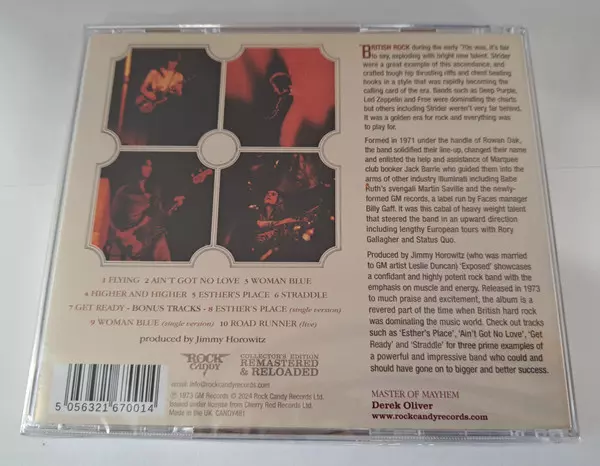 BRITISH ROCK during the early '70s was, it's fair
to say, exploding with bright new talent. Strider
were a great example of this ascendance, and
crafted tough hip thrusting riffs and chest beating
hooks in a style that was rapidly becoming the
calling card of the era. Bands such as Deep Purple,
Led Zeppelin and Free were dominating the charts
but others including Strider weren't very far behind.
It was a golden era for rock and everything was
to play for.
Formed in 1971 under the handle of Rowan Oak,
the band solidified their line-up, changed their name
and enlisted the help and assistance of Marquee
club booker Jack Barrie who guided them into the
arms of other industry illuminati including Babe
Ruth's svengali Martin Saville and the newly-
formed GM records, a label run by Faces manager
Billy Gaff. It was this cabal of heavy weight talent
that steered the band in an upward direction
including lengthy European tours with Rory
Gallagher and Status Quo.
Produced by Jimmy Horowitz (who was married
to GM artist Leslie Duncan) 'Exposed' showcases
a confidant and highly potent rock band with the
emphasis on muscle and energy. Released in 1973
to much praise and excitement, the album is a
revered part of the time when British hard rock
was dominating the music world. Check out tracks
such as 'Esther's Place', 'Ain't Got No Love', 'Get
Ready' and 'Straddle' for three prime examples of
a powerful and impressive band who could and
should have gone on to bigger and better success.
MASTER OF MAYHEM
Derek Oliver
www.rockcandyrecords.com
1 FLYING 2 AIN'T GOT NO LOVE 3 WOMAN BLUE
4 HIGHER AND HIGHER 5 ESTHER'S PLACE 6 STRADDLE
7 GET READY - BONUS TRACKS - 8 ESTHER'S PLACE (single version)
9 WOMAN BLUE (single version) 10 ROAD RUNNER (live)
produced by Jimmy Horowitz
ROCK CANDY
COLLECTOR'S EDITION
REMASTERED
& RELOADED
email: info@rockcandyrecords.com
℗ 1973 GM Records © 2024 Rock Candy Records Ltd.
Issued under license from Cherry Red Records Ltd.
Made in the UK. CANDY481
5 056321 670014